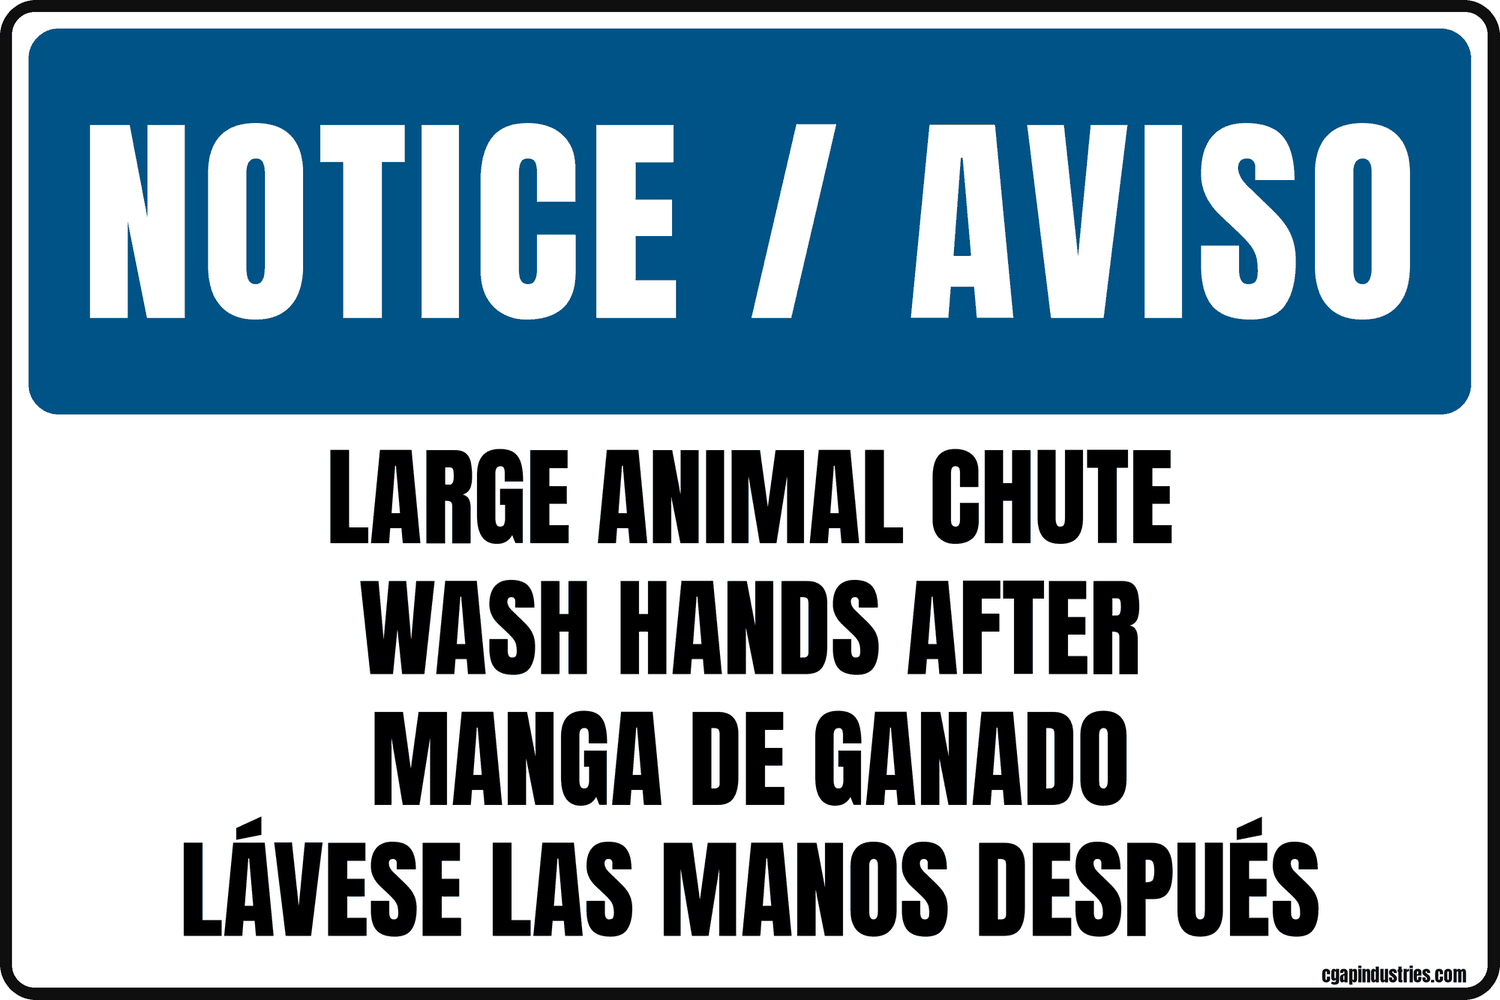 NOTICE / AVISO
LARGE ANIMAL CHUTE
WASH HANDS AFTER
MANGA DE GANADO
LÁVESE LAS MANOS DESPUÉS
cgapindustries.com